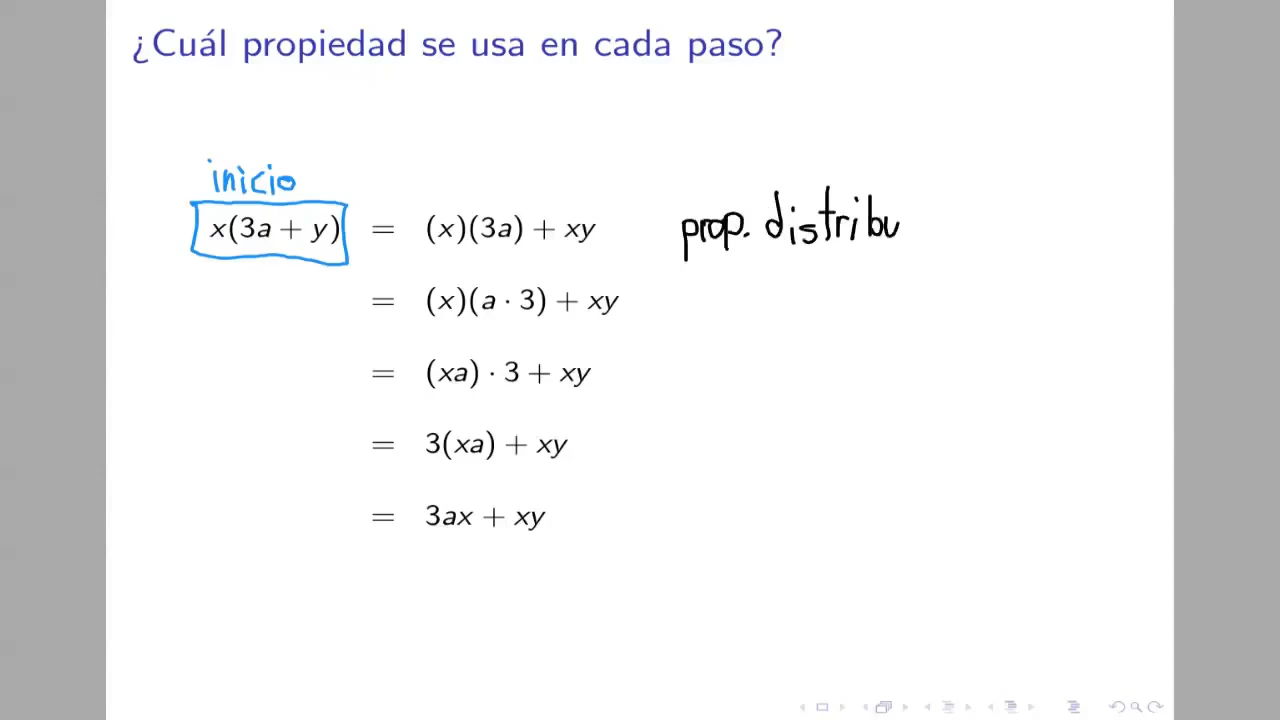 ¿Cuál propiedad se usa en cada paso?
inicio
x(3a + y) = (x)(3a) + xy prop. distribu
= (x)(a · 3) + xy
= (xa) · 3 + xy
= 3(xa) + xy
= 3ax + xy